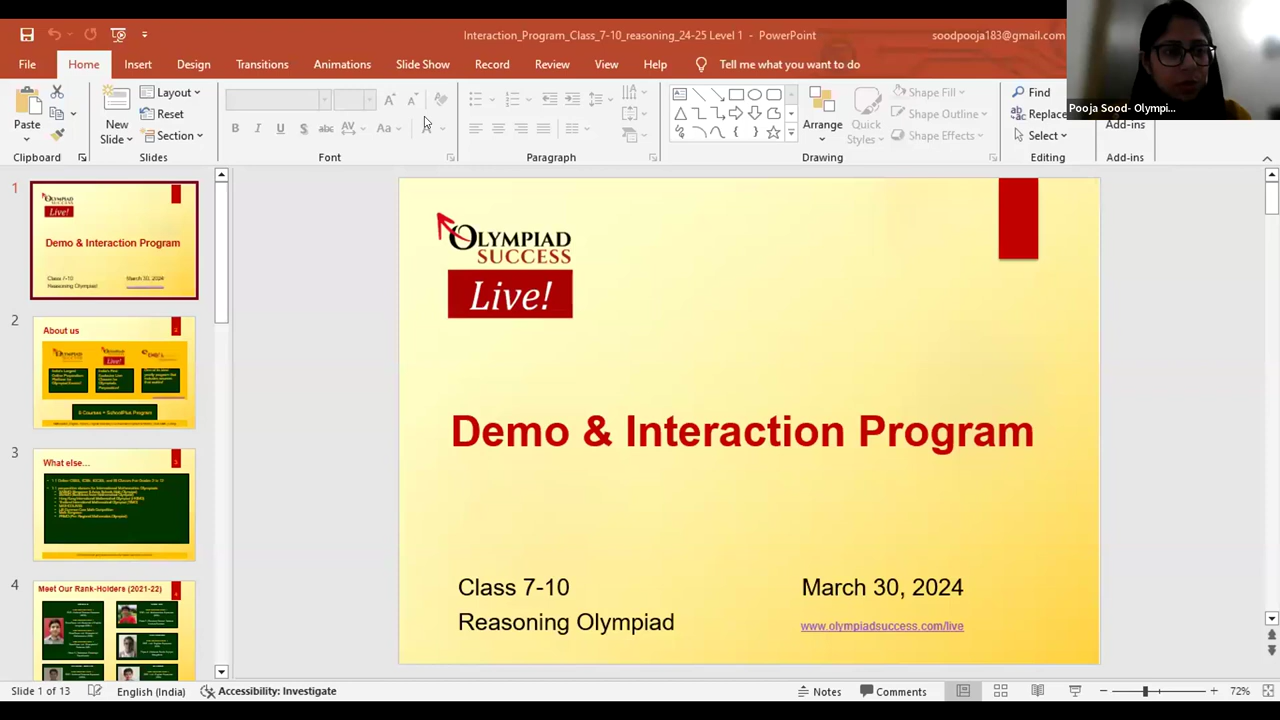 Interaction_Program_Class_7-10_reasoning_24-25 Level 1 - PowerPoint
soodpooja183@gmail.com
File Home Insert Design Transitions Animations Slide Show Record Review View Help Tell me what you want to do
Pooja Sood- Olympi...
Paste
New
Slide
Layout
Reset
Section
B I U S abc AV Aa
Arrange
Quick
Styles
Shape Fill
Shape Outline
Shape Effects
Find
Replace
Select
Add-ins
Clipboard Slides Font Paragraph Drawing Editing Add-ins
1
OLYMPIAD
SUCCESS
Live!
Demo & Interaction Program
Class 7-10 March 30, 2024
Reasoning Olympiad
2
About us
6 Courses + SchoolPlus Program
3
What else...
4
Meet Our Rank-Holders (2021-22)
OLYMPIAD
SUCCESS
Live!
Demo & Interaction Program
Class 7-10 March 30, 2024
Reasoning Olympiad www.olympiadsuccess.com/live
Slide 1 of 13 English (India) Accessibility: Investigate Notes Comments 72%